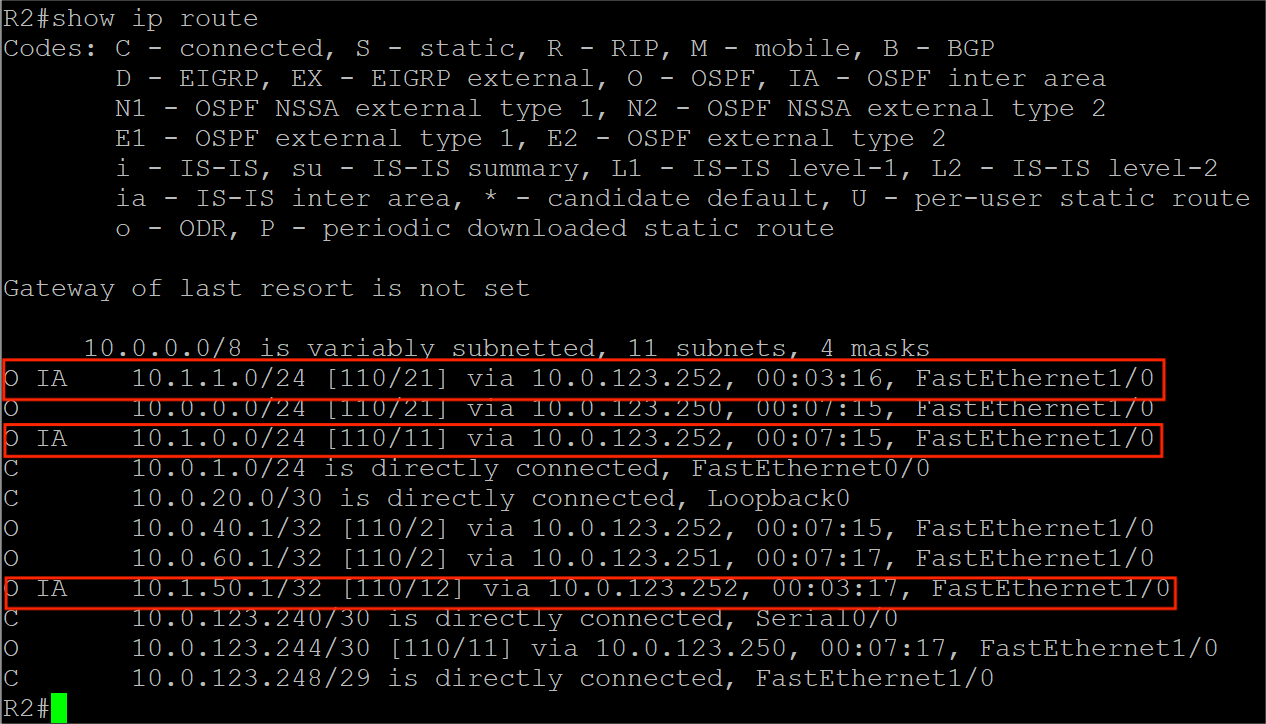 R2#show ip route
Codes: C - connected, S - static, R - RIP, M - mobile, B - BGP
       D - EIGRP, EX - EIGRP external, O - OSPF, IA - OSPF inter area
       N1 - OSPF NSSA external type 1, N2 - OSPF NSSA external type 2
       E1 - OSPF external type 1, E2 - OSPF external type 2
       i - IS-IS, su - IS-IS summary, L1 - IS-IS level-1, L2 - IS-IS level-2
       ia - IS-IS inter area, * - candidate default, U - per-user static route
       o - ODR, P - periodic downloaded static route

Gateway of last resort is not set

     10.0.0.0/8 is variably subnetted, 11 subnets, 4 masks
O IA    10.1.1.0/24 [110/21] via 10.0.123.252, 00:03:16, FastEthernet1/0
O       10.0.0.0/24 [110/21] via 10.0.123.250, 00:07:15, FastEthernet1/0
O IA    10.1.0.0/24 [110/11] via 10.0.123.252, 00:07:15, FastEthernet1/0
C       10.0.1.0/24 is directly connected, FastEthernet0/0
C       10.0.20.0/30 is directly connected, Loopback0
O       10.0.40.1/32 [110/2] via 10.0.123.252, 00:07:15, FastEthernet1/0
O       10.0.60.1/32 [110/2] via 10.0.123.251, 00:07:17, FastEthernet1/0
O IA    10.1.50.1/32 [110/12] via 10.0.123.252, 00:03:17, FastEthernet1/0
C       10.0.123.240/30 is directly connected, Serial0/0
O       10.0.123.244/30 [110/11] via 10.0.123.250, 00:07:17, FastEthernet1/0
C       10.0.123.248/29 is directly connected, FastEthernet1/0
R2#